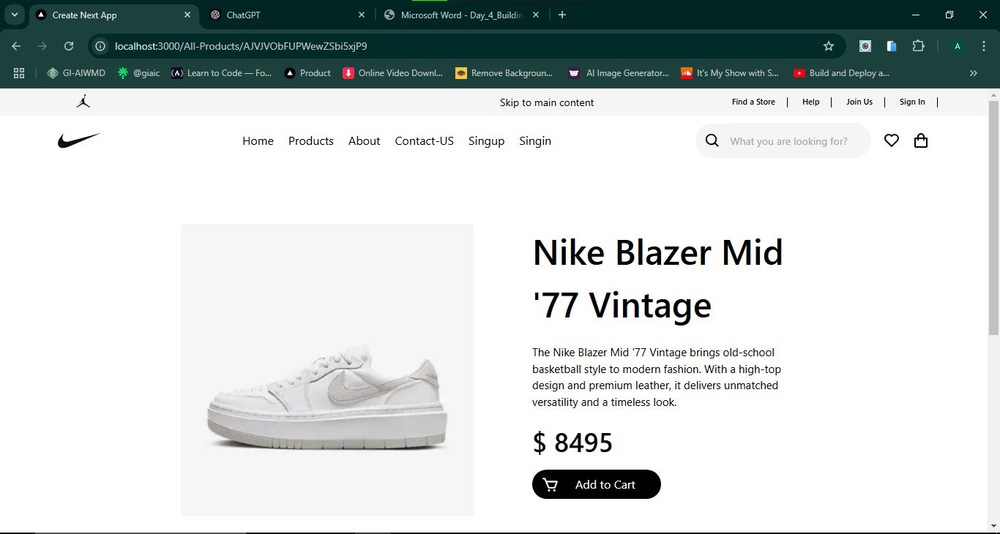 Create Next App
ChatGPT
Microsoft Word - Day_4_Buildin
localhost:3000/All-Products/AJVJVObFUPWewZSbi5xjP9
A
GI-AIWMD
@giaic
Learn to Code — Fo...
Product
Online Video Downl...
Remove Backgroun...
AI Image Generator...
It's My Show with S...
Build and Deploy a...
Skip to main content
Find a Store
Help
Join Us
Sign In
Home
Products
About
Contact-US
Singup
Singin
What you are looking for?
Nike Blazer Mid
'77 Vintage
The Nike Blazer Mid '77 Vintage brings old-school
basketball style to modern fashion. With a high-top
design and premium leather, it delivers unmatched
versatility and a timeless look.
$ 8495
Add to Cart